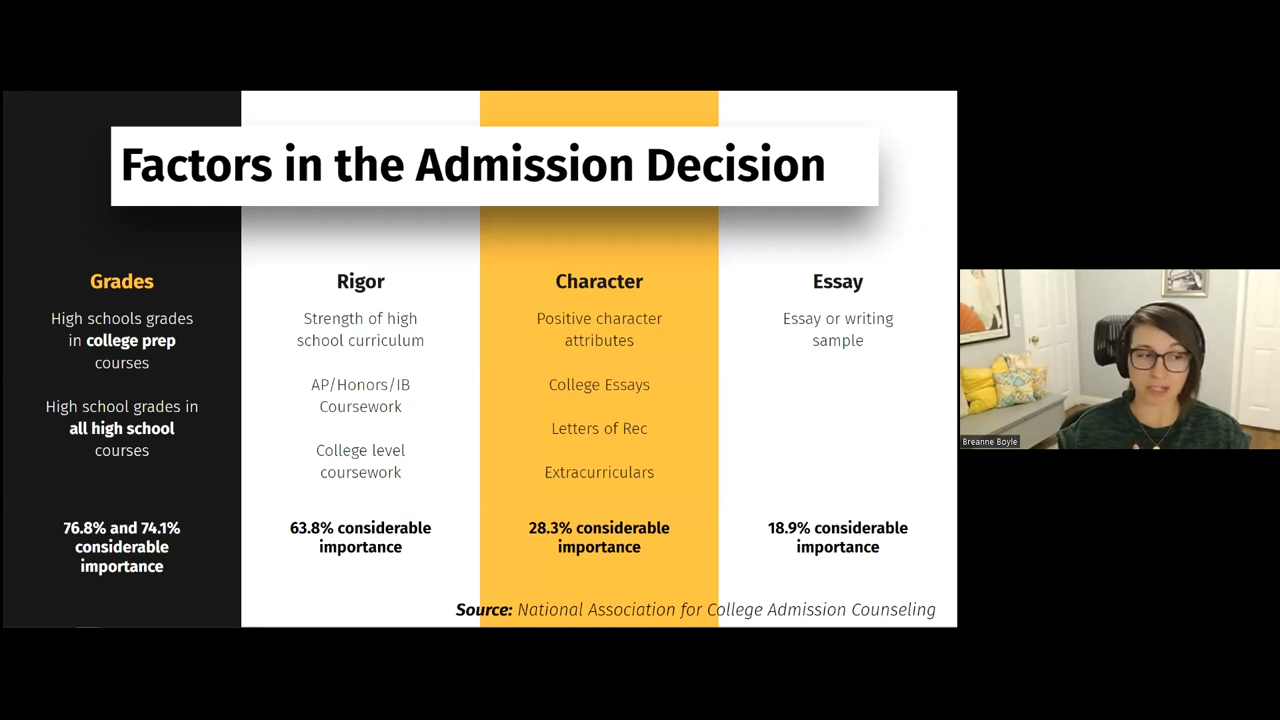 Factors in the Admission Decision
Grades
High schools grades
in college prep
courses
High school grades in
all high school
courses
76.8% and 74.1%
considerable
importance
Rigor
Strength of high
school curriculum
AP/Honors/IB
Coursework
College level
coursework
63.8% considerable
importance
Character
Positive character
attributes
College Essays
Letters of Rec
Extracurriculars
28.3% considerable
importance
Essay
Essay or writing
sample
18.9% considerable
importance
Source: National Association for College Admission Counseling
Breanne Boyle